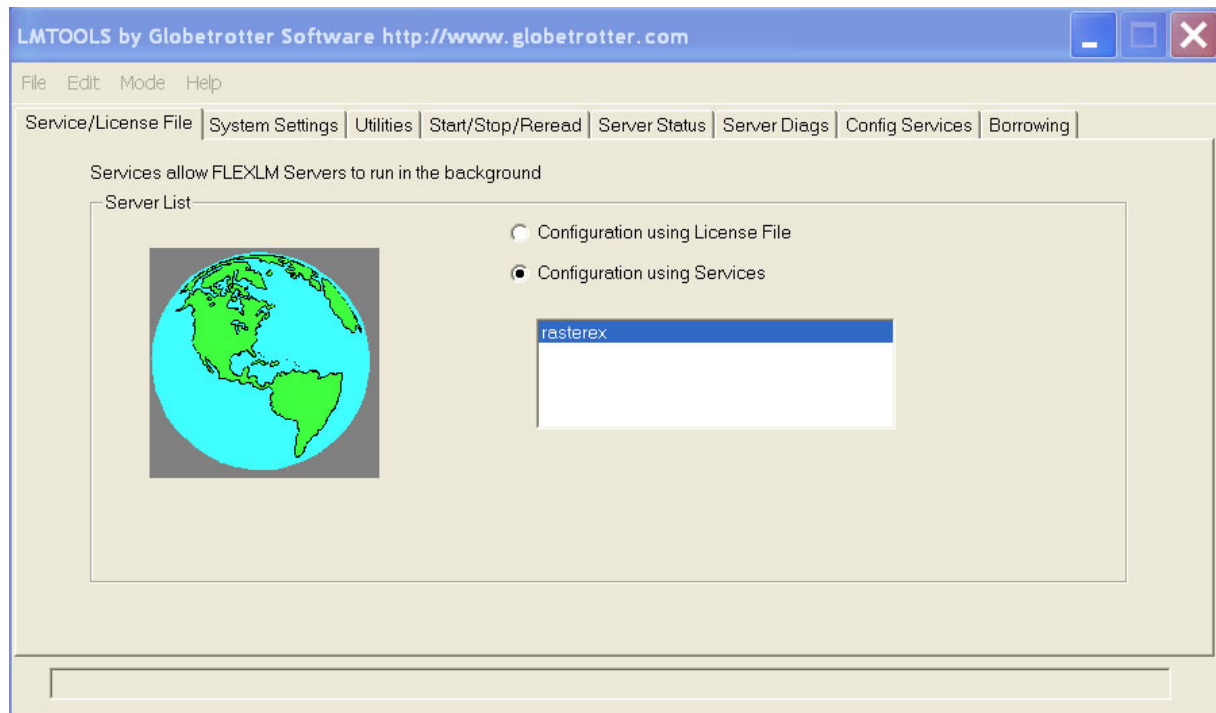 LMTOOLS by Globetrotter Software http://www.globetrotter.com
File Edit Mode Help
Service/License File System Settings Utilities Start/Stop/Reread Server Status Server Diags Config Services Borrowing
Services allow FLEXLM Servers to run in the background
Server List
Configuration using License File
Configuration using Services
rasterex